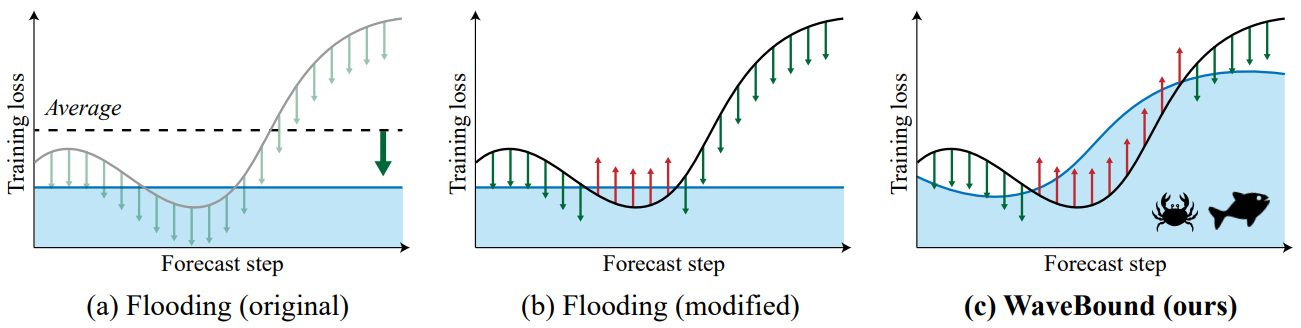 Training loss
Average
Forecast step
(a) Flooding (original)
Training loss
Forecast step
(b) Flooding (modified)
Training loss
Forecast step
(c) WaveBound (ours)